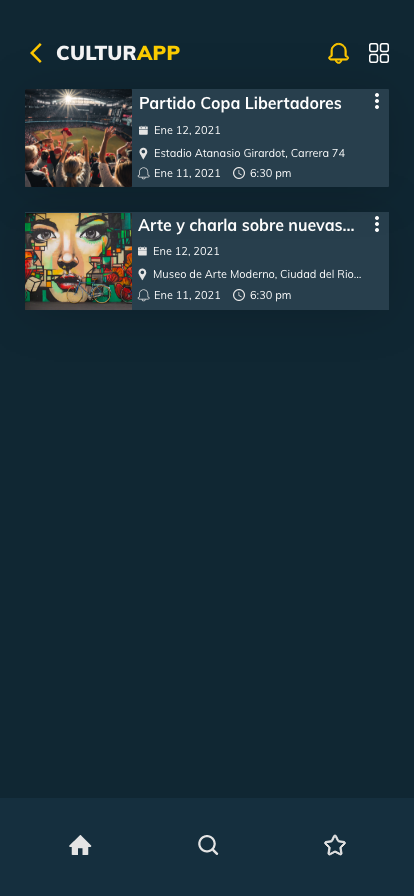 CULTURAPP
Partido Copa Libertadores
Ene 12, 2021
Estadio Atanasio Girardot, Carrera 74
Ene 11, 2021 6:30 pm
Arte y charla sobre nuevas...
Ene 12, 2021
Museo de Arte Moderno, Ciudad del Rio...
Ene 11, 2021 6:30 pm